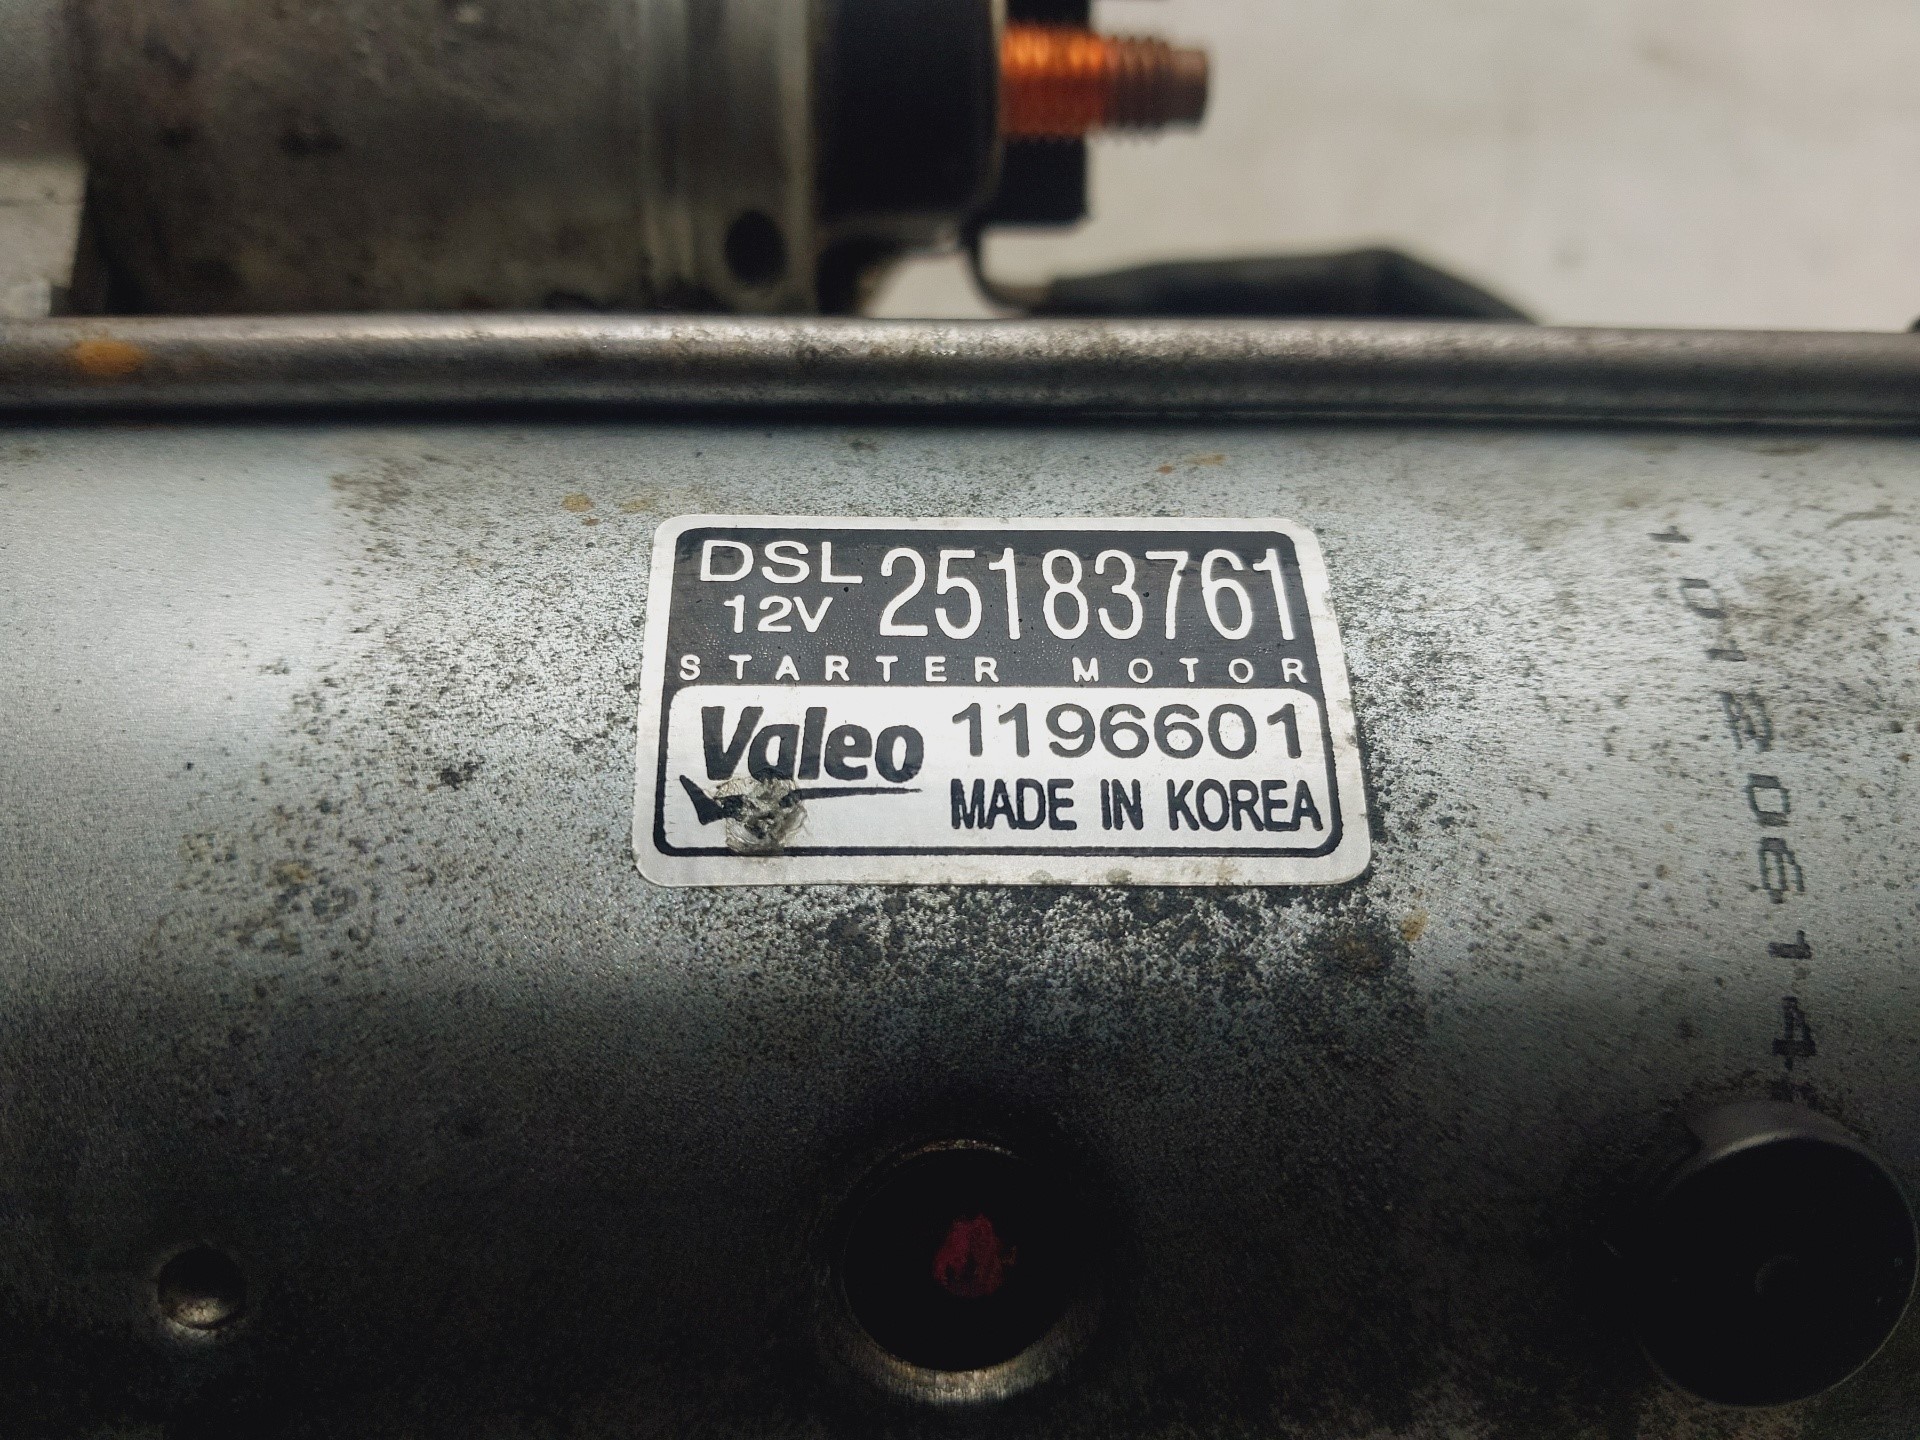 DSL 25183761
12V
STARTER MOTOR
Valeo 1196601
MADE IN KOREA